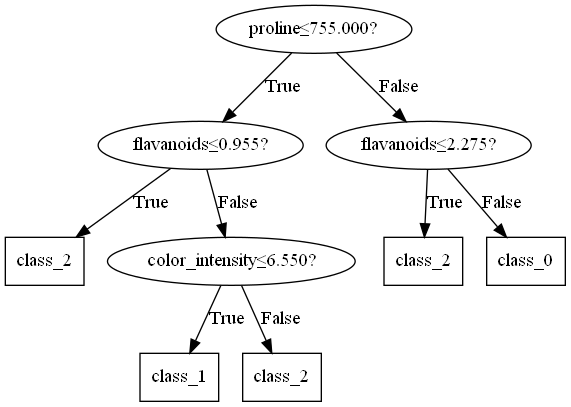 proline≤755.000?
True
False
flavanoids≤0.955?
flavanoids≤2.275?
True
False
True
False
class_2
color_intensity≤6.550?
class_2
class_0
True
False
class_1
class_2